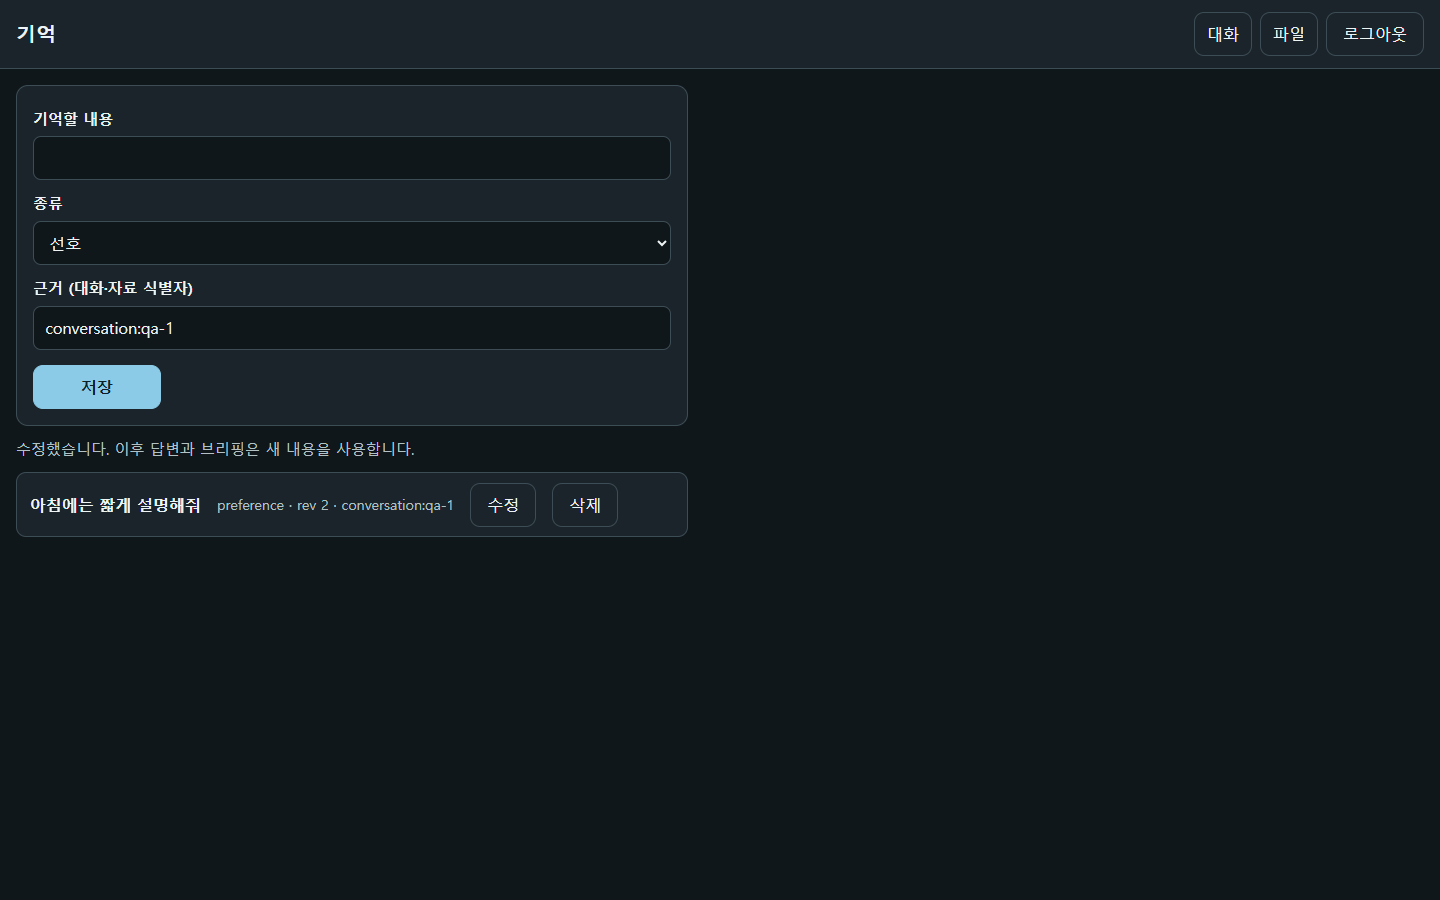 기억
대화 파일 로그아웃
기억할 내용
종류
선호
근거 (대화·자료 식별자)
conversation:qa-1
저장
수정했습니다. 이후 답변과 브리핑은 새 내용을 사용합니다.
아침에는 짧게 설명해줘 preference · rev 2 · conversation:qa-1 수정 삭제